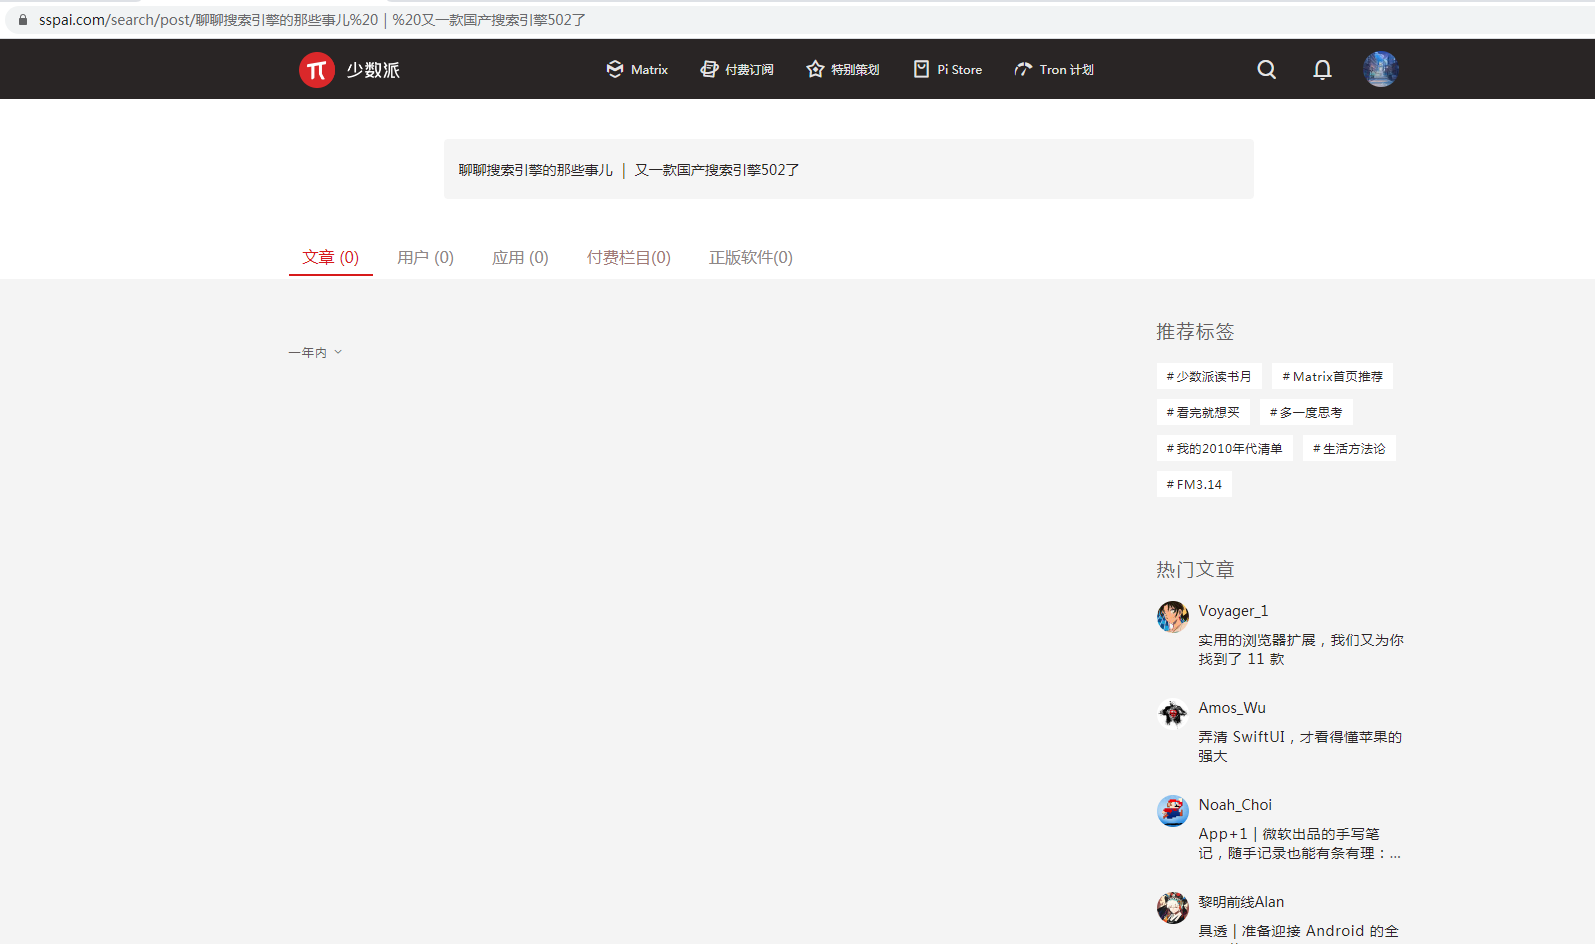 sspai.com/search/post/聊聊搜索引擎的那些事儿%20｜%20又一款国产搜索引擎502了
少数派
Matrix
付费订阅
特别策划
Pi Store
Tron 计划
聊聊搜索引擎的那些事儿 ｜ 又一款国产搜索引擎502了
文章 (0)
用户 (0)
应用 (0)
付费栏目(0)
正版软件(0)
一年内
推荐标签
# 少数派读书月
# Matrix首页推荐
# 看完就想买
# 多一度思考
# 我的2010年代清单
# 生活方法论
# FM3.14
热门文章
Voyager_1
实用的浏览器扩展，我们又为你
找到了 11 款
Amos_Wu
弄清 SwiftUI，才看得懂苹果的
强大
Noah_Choi
App+1 | 微软出品的手写笔
记，随手记录也能有条有理：...
黎明前线Alan
具透 | 准备迎接 Android 的全